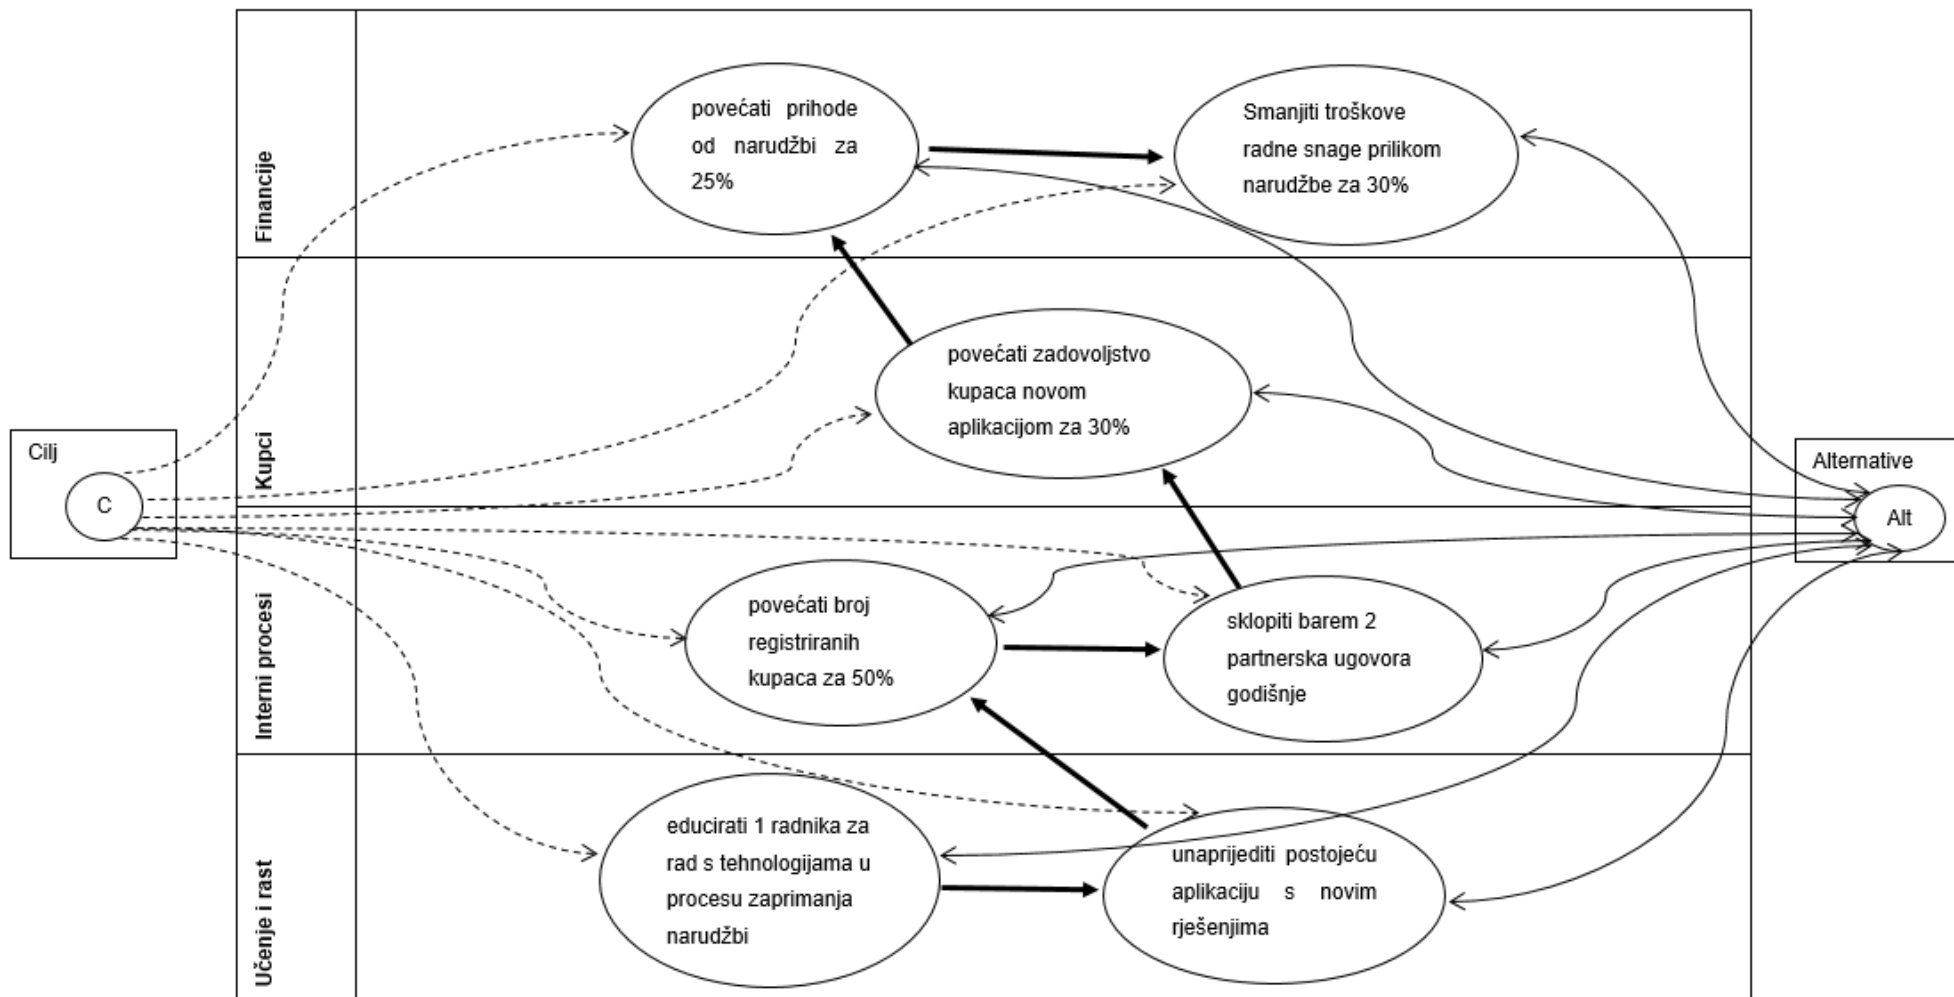 povećati prihode
od narudžbi za
25%
Smanjiti troškove
radne snage prilikom
narudžbe za 30%
Financije
povećati zadovoljstvo
kupaca novom
aplikacijom za 30%
Kupci
Cilj
C
Alternative
Alt
povećati broj
registriranih
kupaca za 50%
sklopiti barem 2
partnerska ugovora
godišnje
Interni procesi
educirati 1 radnika za
rad s tehnologijama u
procesu zaprimanja
narudžbi
unaprijediti postojeću
aplikaciju s novim
rješenjima
Učenje i rast